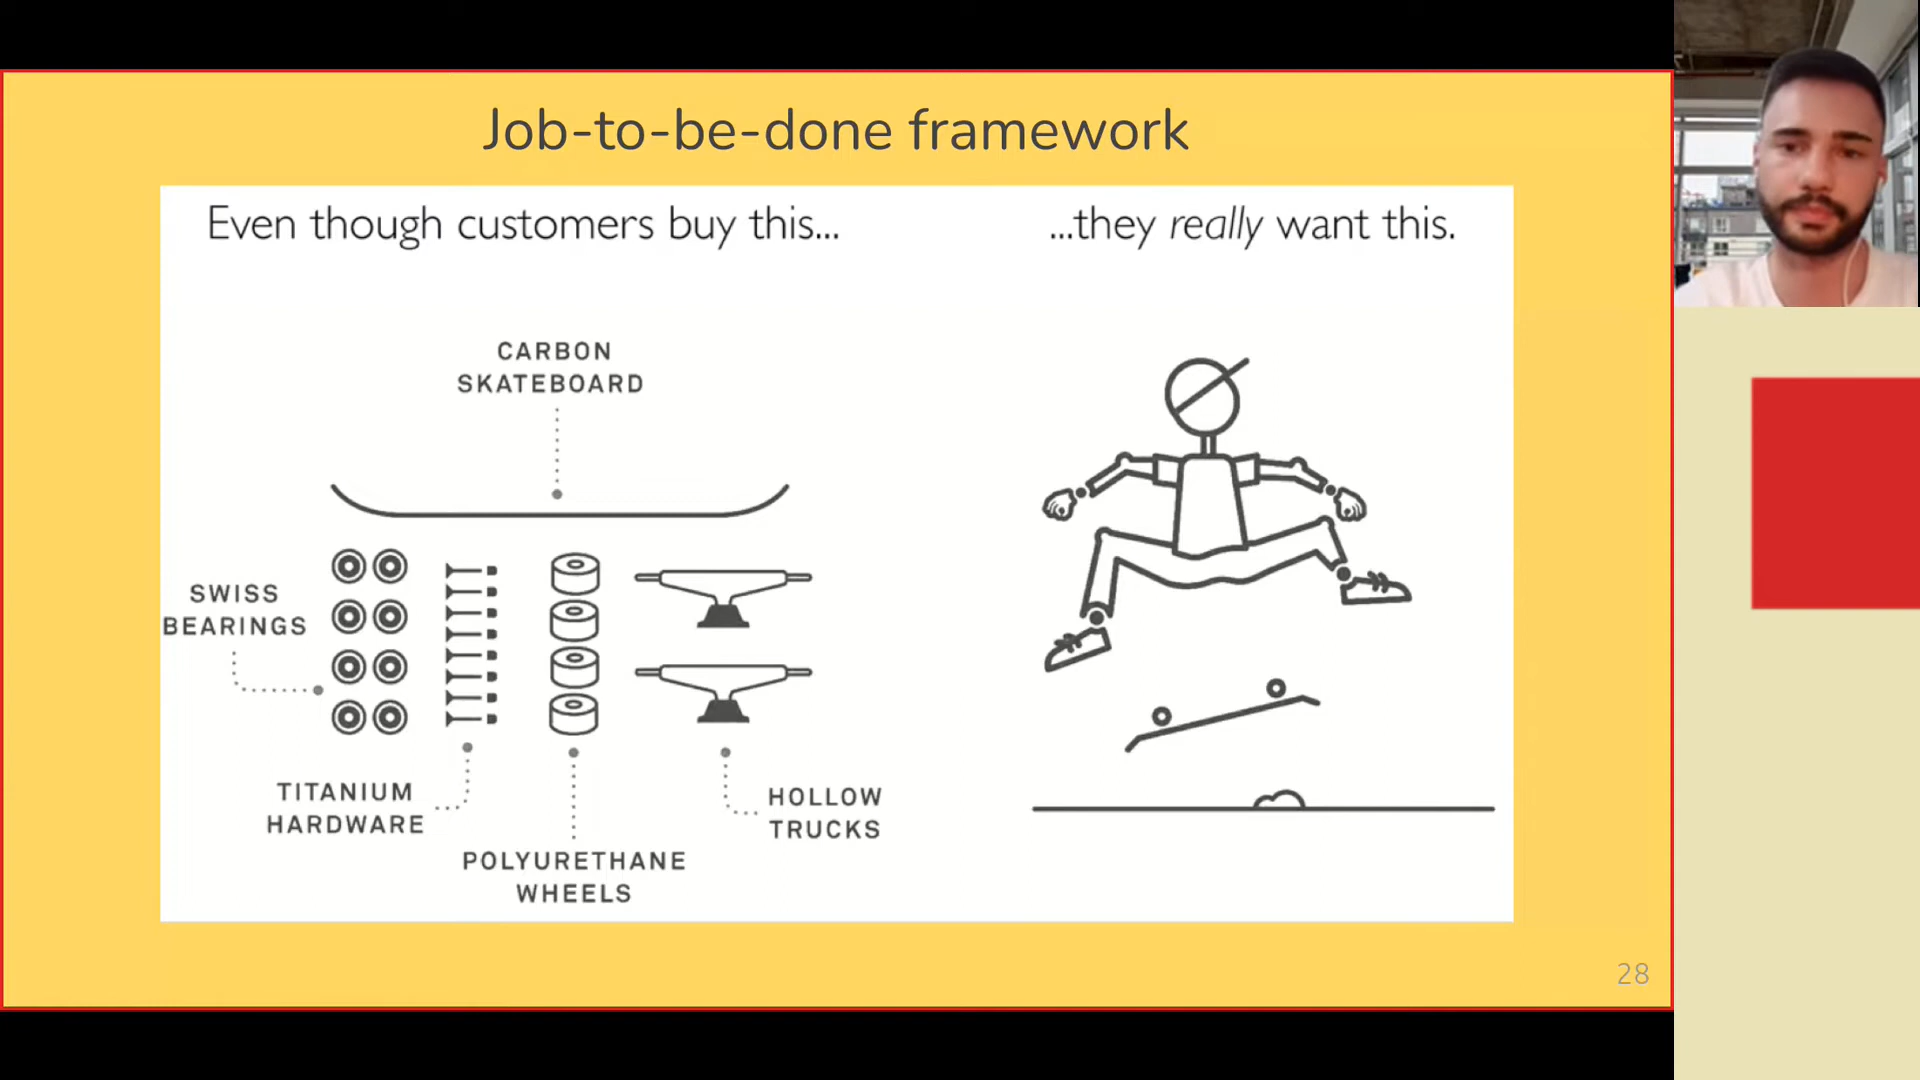 Job-to-be-done framework
Even though customers buy this...
...they really want this.
CARBON
SKATEBOARD
SWISS
BEARINGS
TITANIUM
HARDWARE
POLYURETHANE
WHEELS
HOLLOW
TRUCKS
28